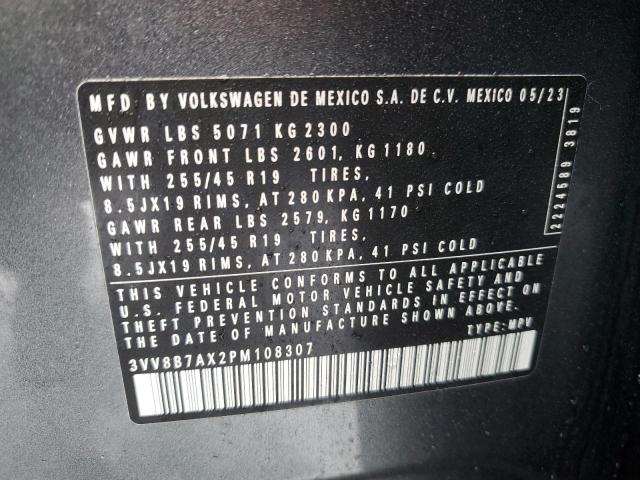 MFD BY VOLKSWAGEN DE MEXICO S.A. DE C.V. MEXICO 05/23
GVWR LBS 5071 KG 2300
GAWR FRONT LBS 2601, KG 1180
WITH 255/45 R19 TIRES,
8.5JX19 RIMS, AT 280 KPA, 41 PSI COLD
GAWR REAR LBS 2579, KG 1170
WITH 255/45 R19 TIRES,
8.5JX19 RIMS, AT 280 KPA, 41 PSI COLD
THIS VEHICLE CONFORMS TO ALL APPLICABLE
U.S. FEDERAL MOTOR VEHICLE SAFETY AND
THEFT PREVENTION STANDARDS IN EFFECT ON
THE DATE OF MANUFACTURE SHOWN ABOVE
3VV8B7AX2PM108307 TYPE: MPV
2224589 3819